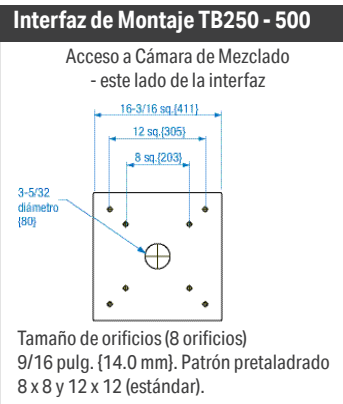 Interfaz de Montaje TB250 - 500
Acceso a Cámara de Mezclado
- este lado de la interfaz
16-3/16 sq.{411}
12 sq.{305}
8 sq.{203}
3-5/32
diámetro
{80}
Tamaño de orificios (8 orificios)
9/16 pulg. {14.0 mm}. Patrón pretaladrado
8 x 8 y 12 x 12 (estándar).